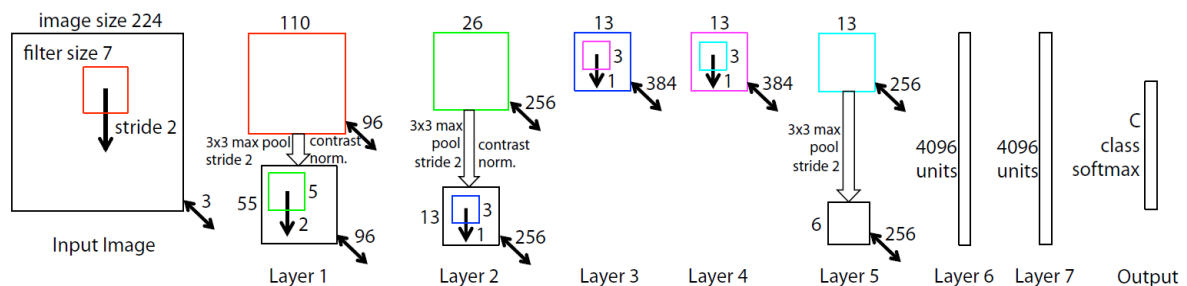 image size 224
filter size 7
stride 2
3
Input Image
110
96
3x3 max pool
stride 2
contrast
norm.
55
5
2
96
Layer 1
26
256
3x3 max
pool
stride 2
contrast
norm.
13
3
1
256
Layer 2
13
3
1
384
Layer 3
13
3
1
384
Layer 4
13
256
3x3 max
pool
stride 2
6
256
Layer 5
4096
units
Layer 6
4096
units
Layer 7
C
class
softmax
Output